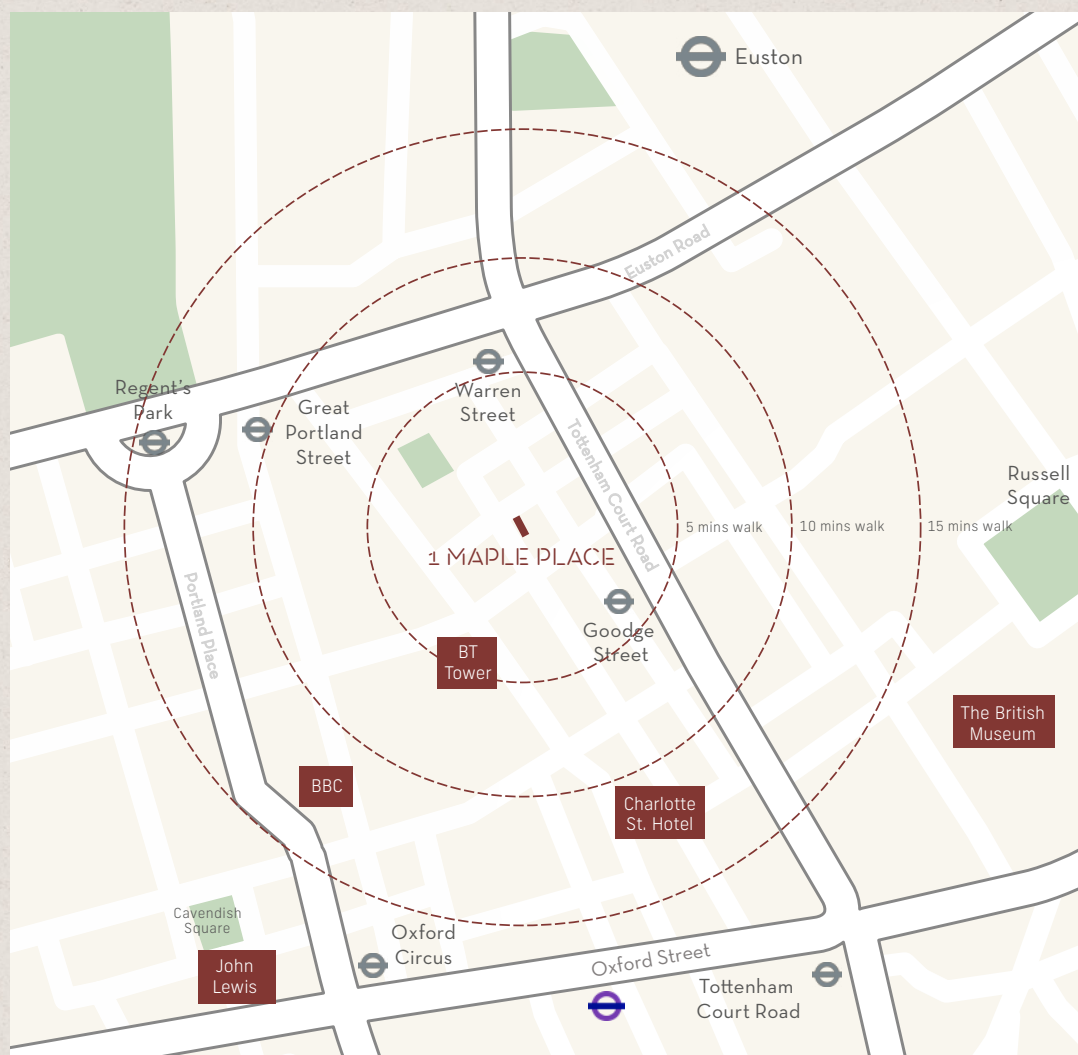 Euston
Euston Road
Regent's
Park
Great
Portland
Street
Warren
Street
Tottenham Court Road
Russell
Square
5 mins walk
10 mins walk
15 mins walk
1 MAPLE PLACE
Portland Place
Goodge
Street
BT
Tower
The British
Museum
BBC
Charlotte
St. Hotel
Cavendish
Square
Oxford
Circus
John
Lewis
Oxford Street
Tottenham
Court Road